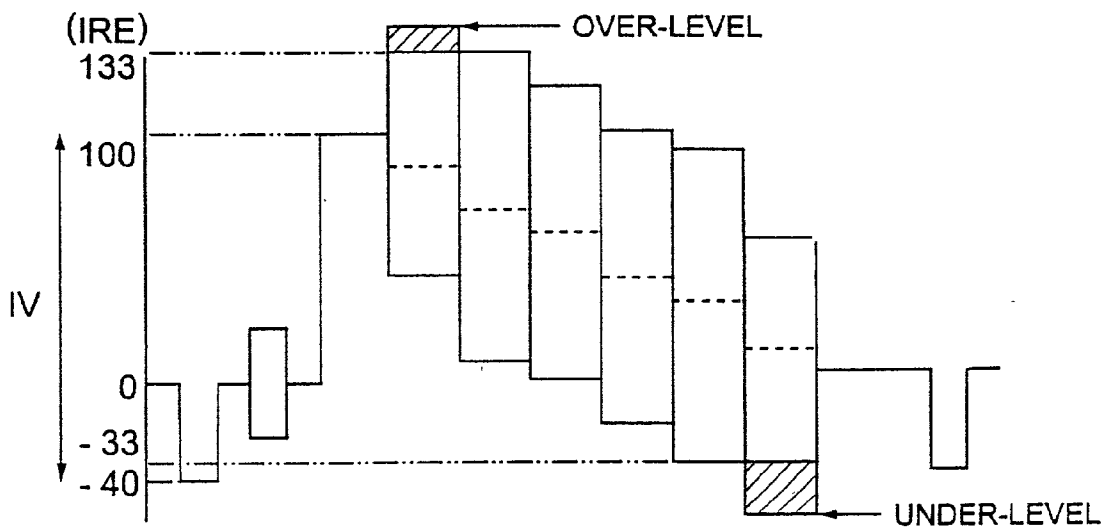 (IRE)
OVER-LEVEL
133
100
IV
0
- 33
- 40
UNDER-LEVEL